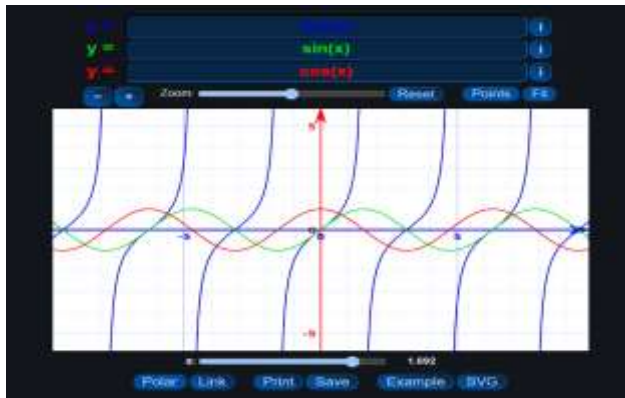 y =
y = sin(x)
y = cos(x)
Zoom Reset Points Fit
5
-5 0 0 5
-5
a: 1.692
Polar Link Print Save Example SVG